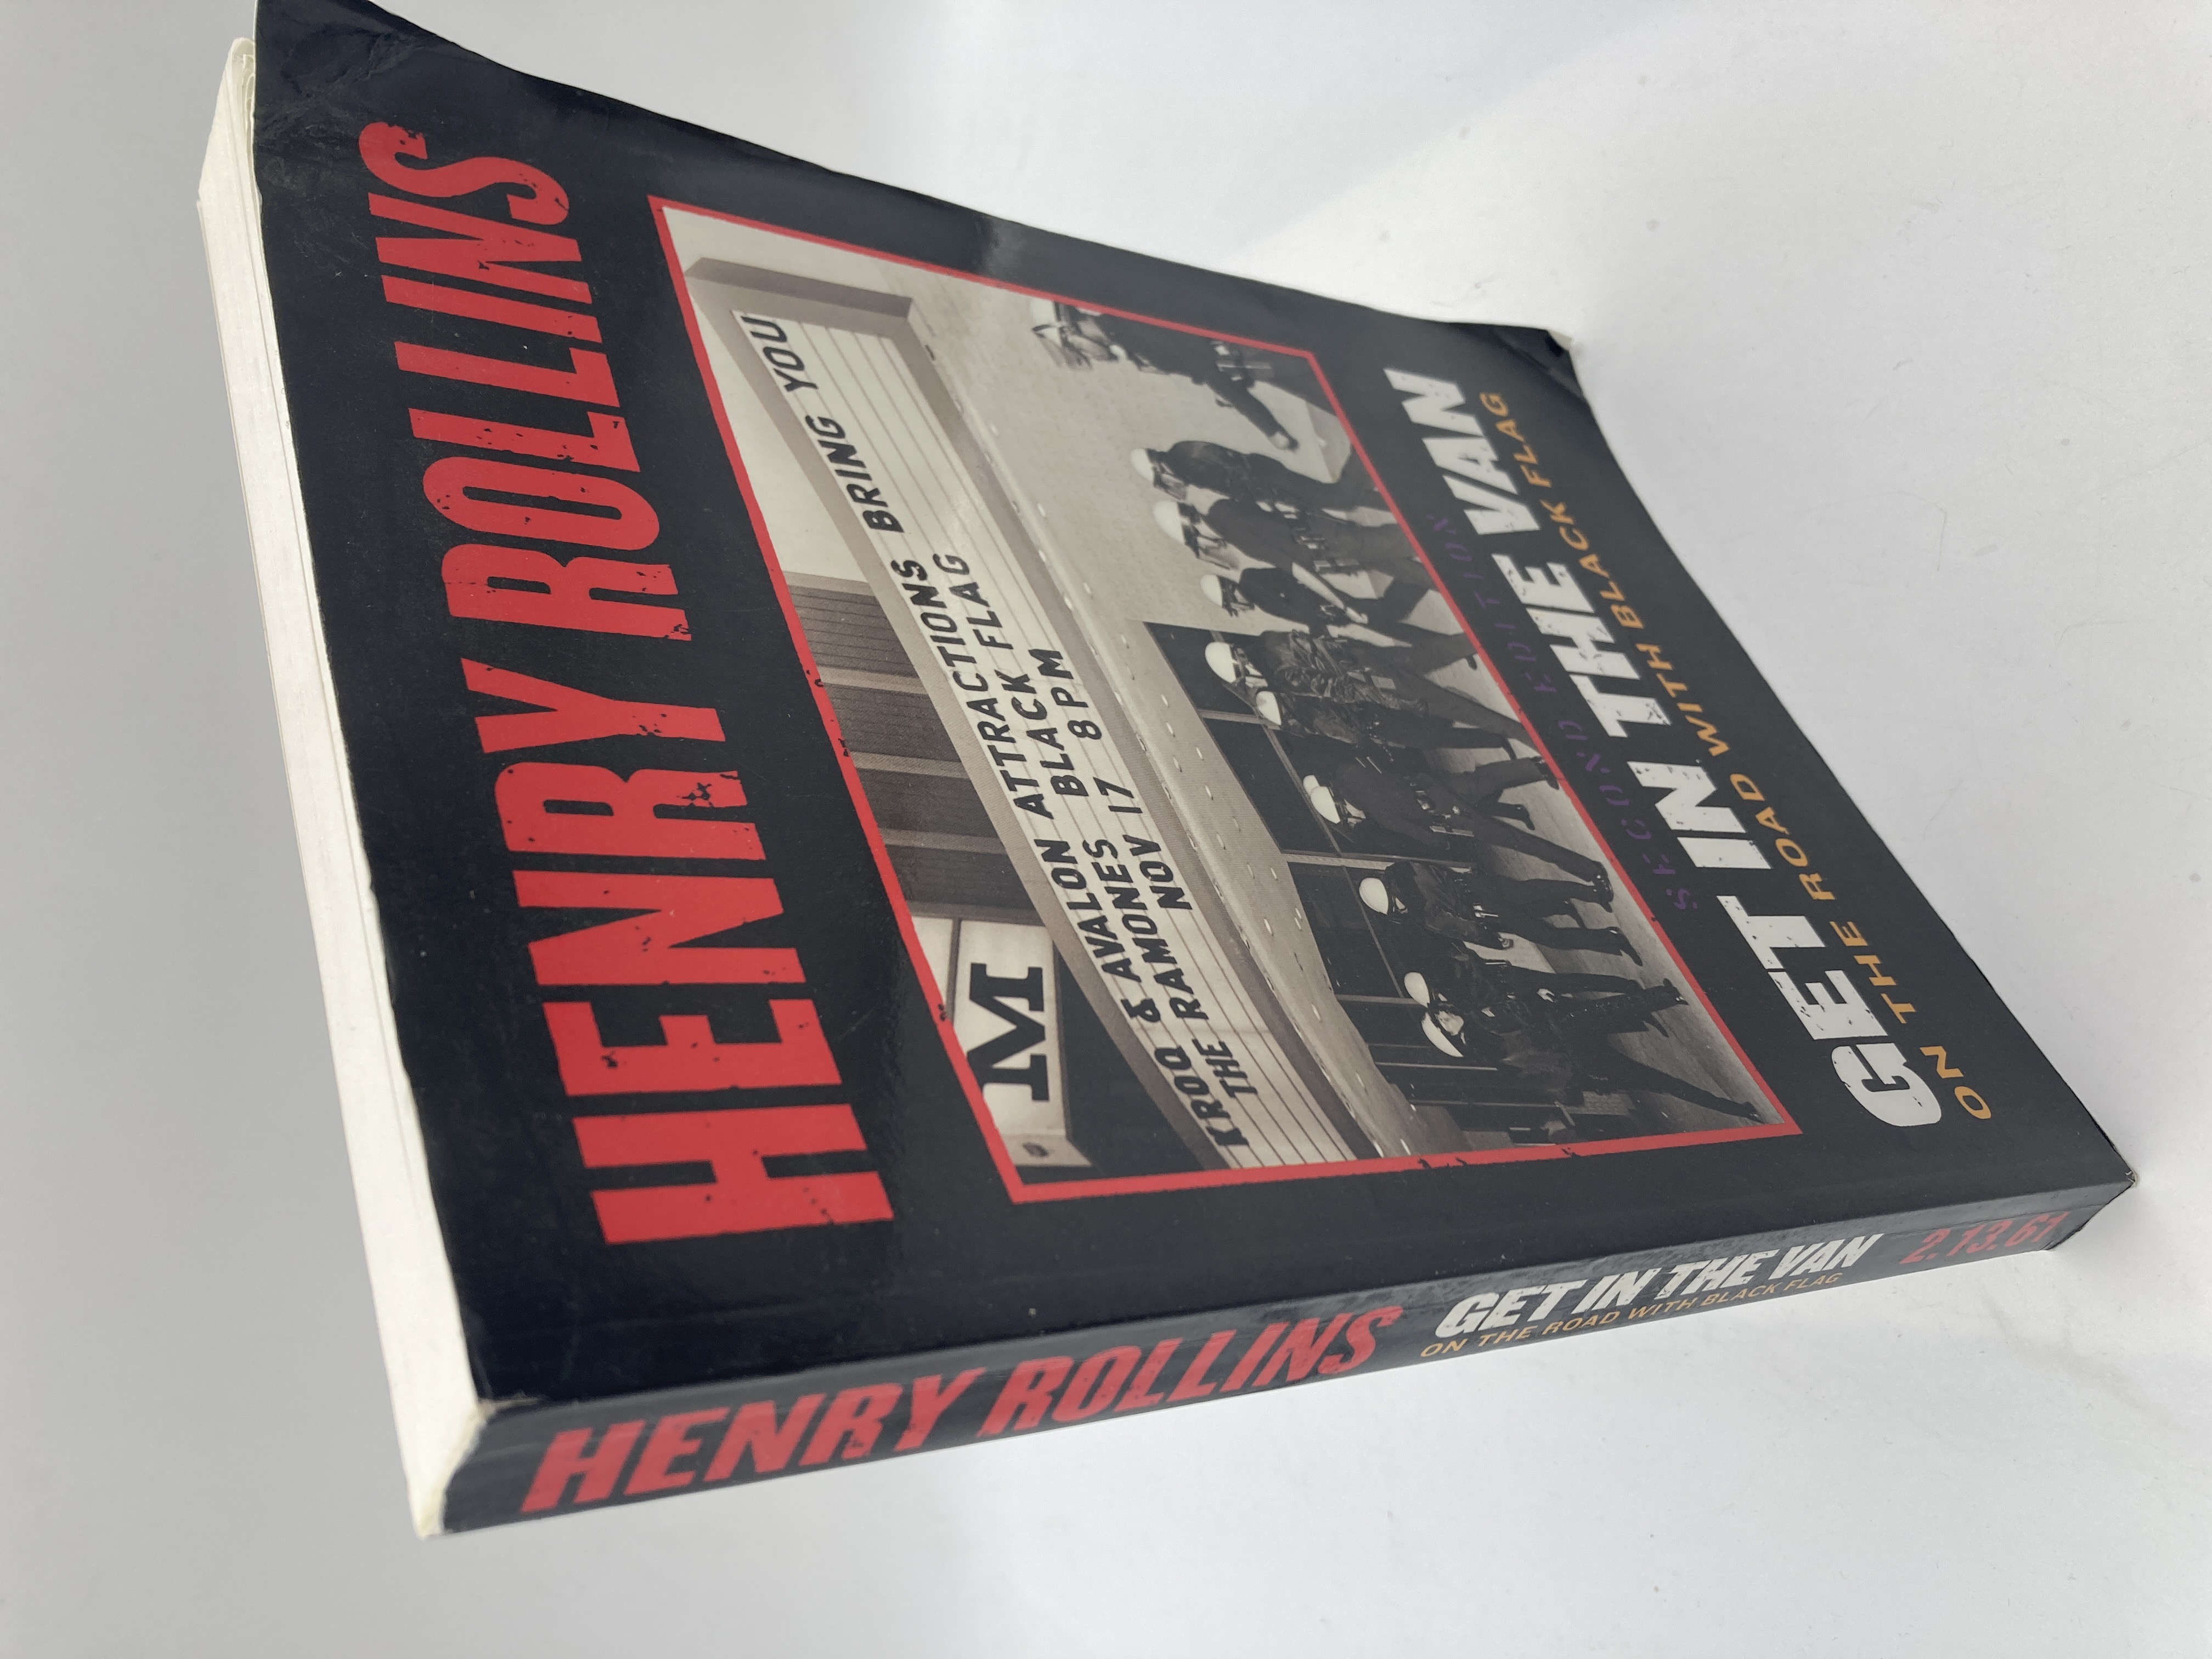 HENRY ROLLINS
M
KROQ & AVALON ATTRACTIONS BRING YOU
THE RAMONES BLACK FLAG
NOV 17 8PM
SECOND EDITION
GET IN THE VAN
ON THE ROAD WITH BLACK FLAG
HENRY ROLLINS
GET IN THE VAN
ON THE ROAD WITH BLACK FLAG
2.13.61